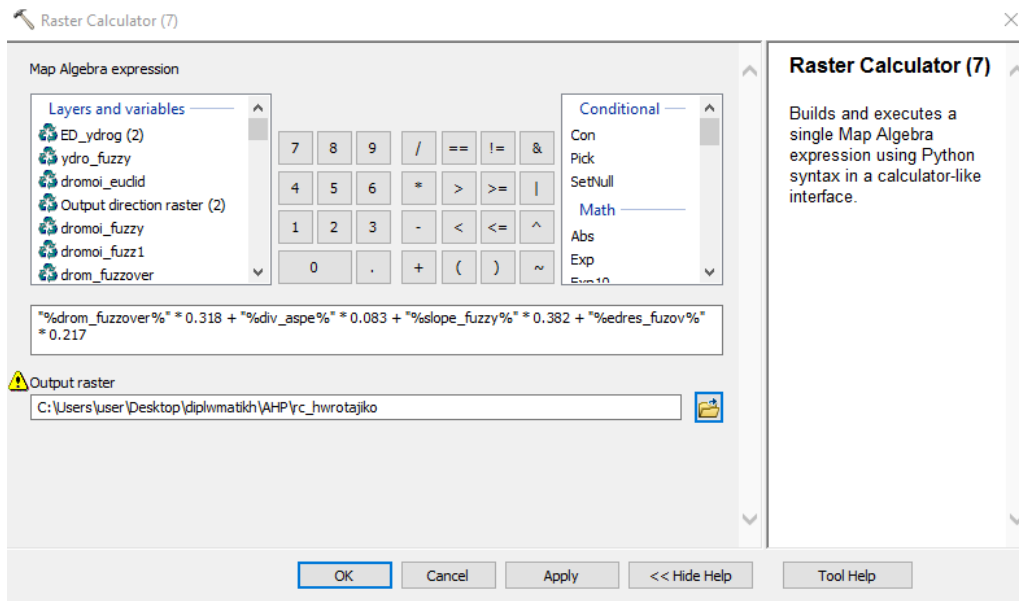 Raster Calculator (7)
Map Algebra expression
Layers and variables
ED_ydrog (2)
ydro_fuzzy
dromoi_euclid
Output direction raster (2)
dromoi_fuzzy
dromoi_fuzz1
drom_fuzzover
7 8 9 / == != &
4 5 6 * > >= |
1 2 3 - < <= ^
0 . + ( ) ~
Conditional
Con
Pick
SetNull
Math
Abs
Exp
Exp10
"%drom_fuzzover%" * 0.318 + "%div_aspe%" * 0.083 + "%slope_fuzzy%" * 0.382 + "%edres_fuzov%"
* 0.217
Output raster
C:\Users\user\Desktop\diplwmatikh\AHP\rc_hwrotajiko
OK Cancel Apply << Hide Help Tool Help
Raster Calculator (7)
Builds and executes a
single Map Algebra
expression using Python
syntax in a calculator-like
interface.